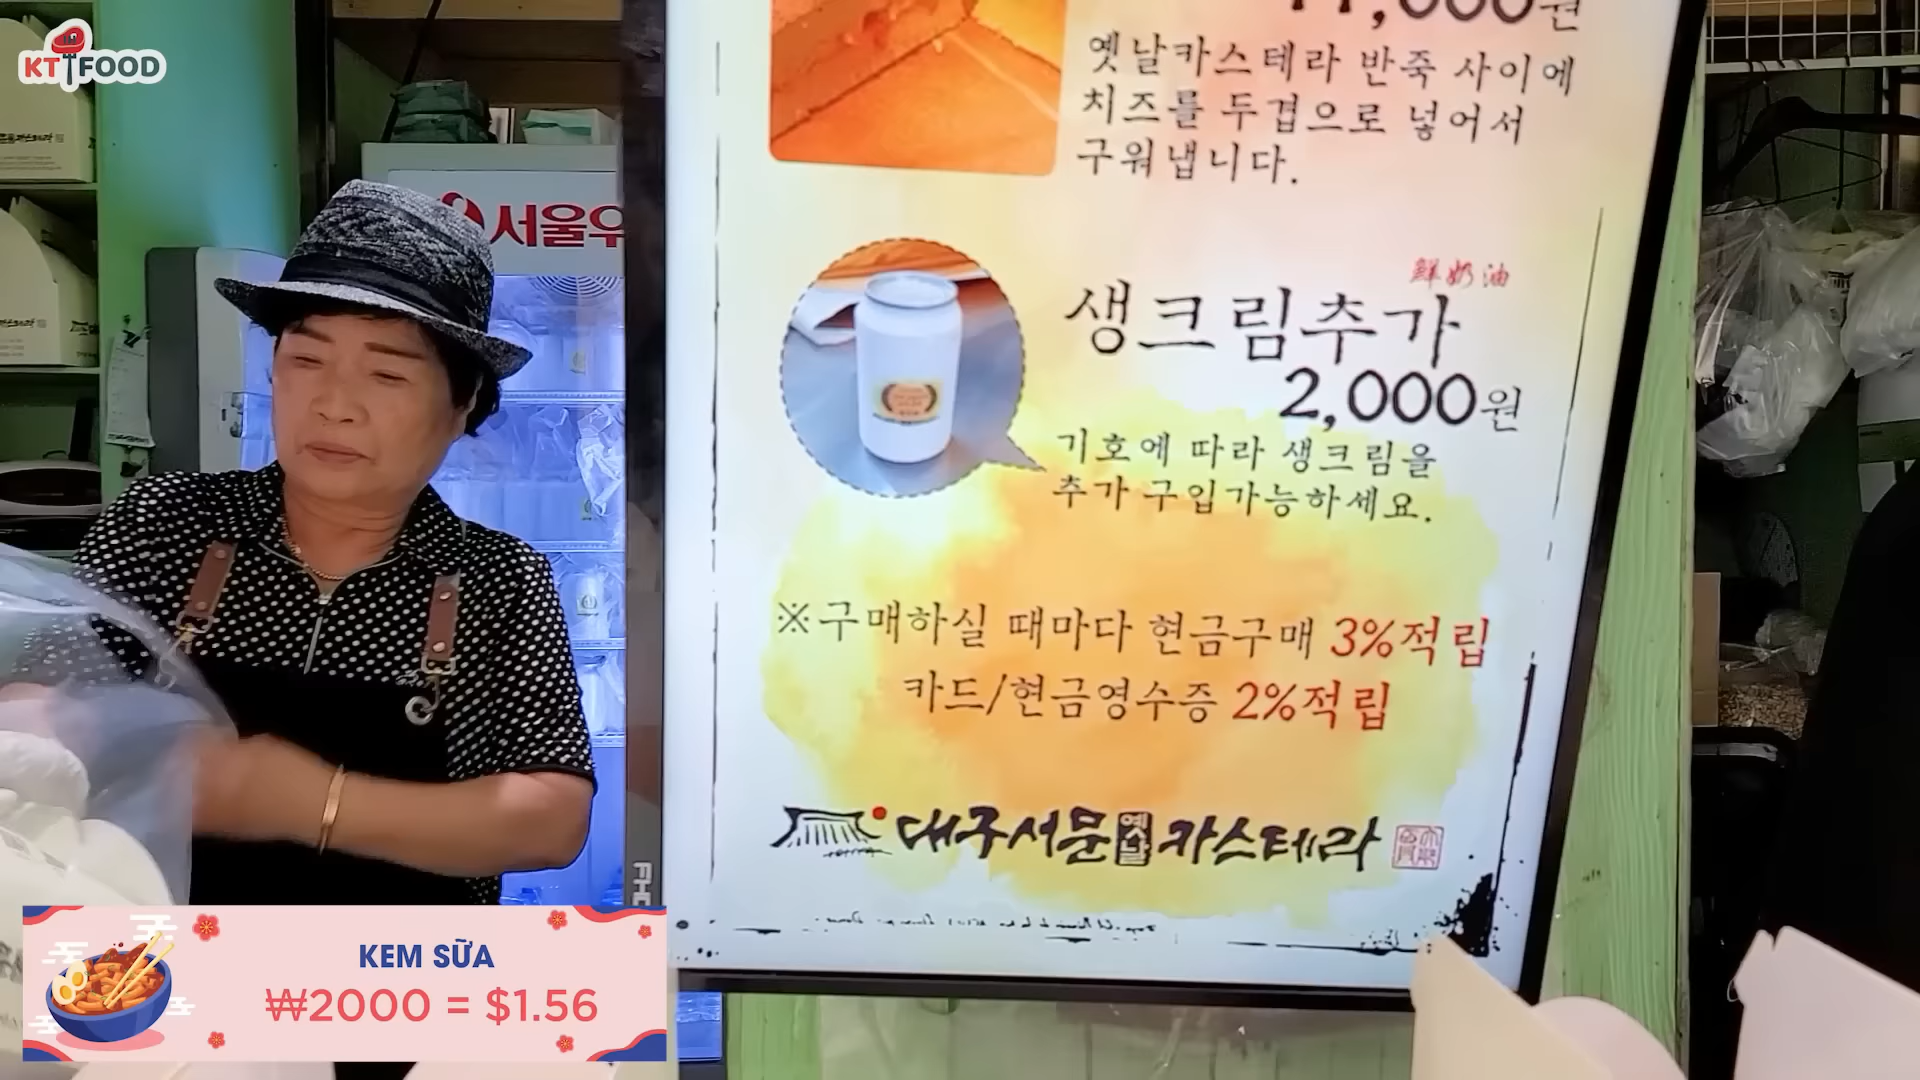 KT FOOD
서울우
옛날카스테라 반죽 사이에
치즈를 두겹으로 넣어서
구워냅니다.
鮮奶油
생크림추가
2,000원
기호에 따라 생크림을
추가 구입가능하세요.
※구매하실 때마다 현금구매 3%적립
카드/현금영수증 2%적립
대구서문옛날카스테라
KEM SỮA
₩2000 = $1.56